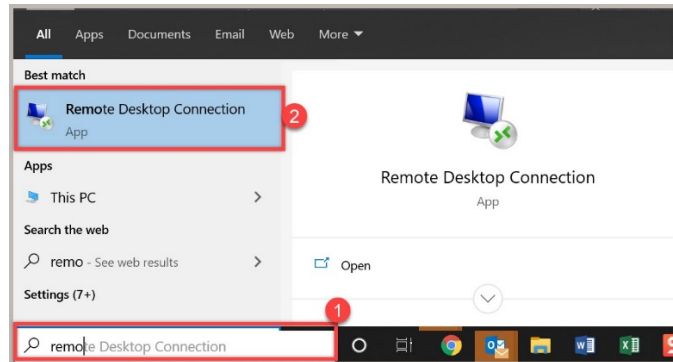 All Apps Documents Email Web More
Best match
Remote Desktop Connection
App
2
Apps
This PC
Search the web
remo - See web results
Settings (7+)
Remote Desktop Connection
App
Open
1
remote Desktop Connection